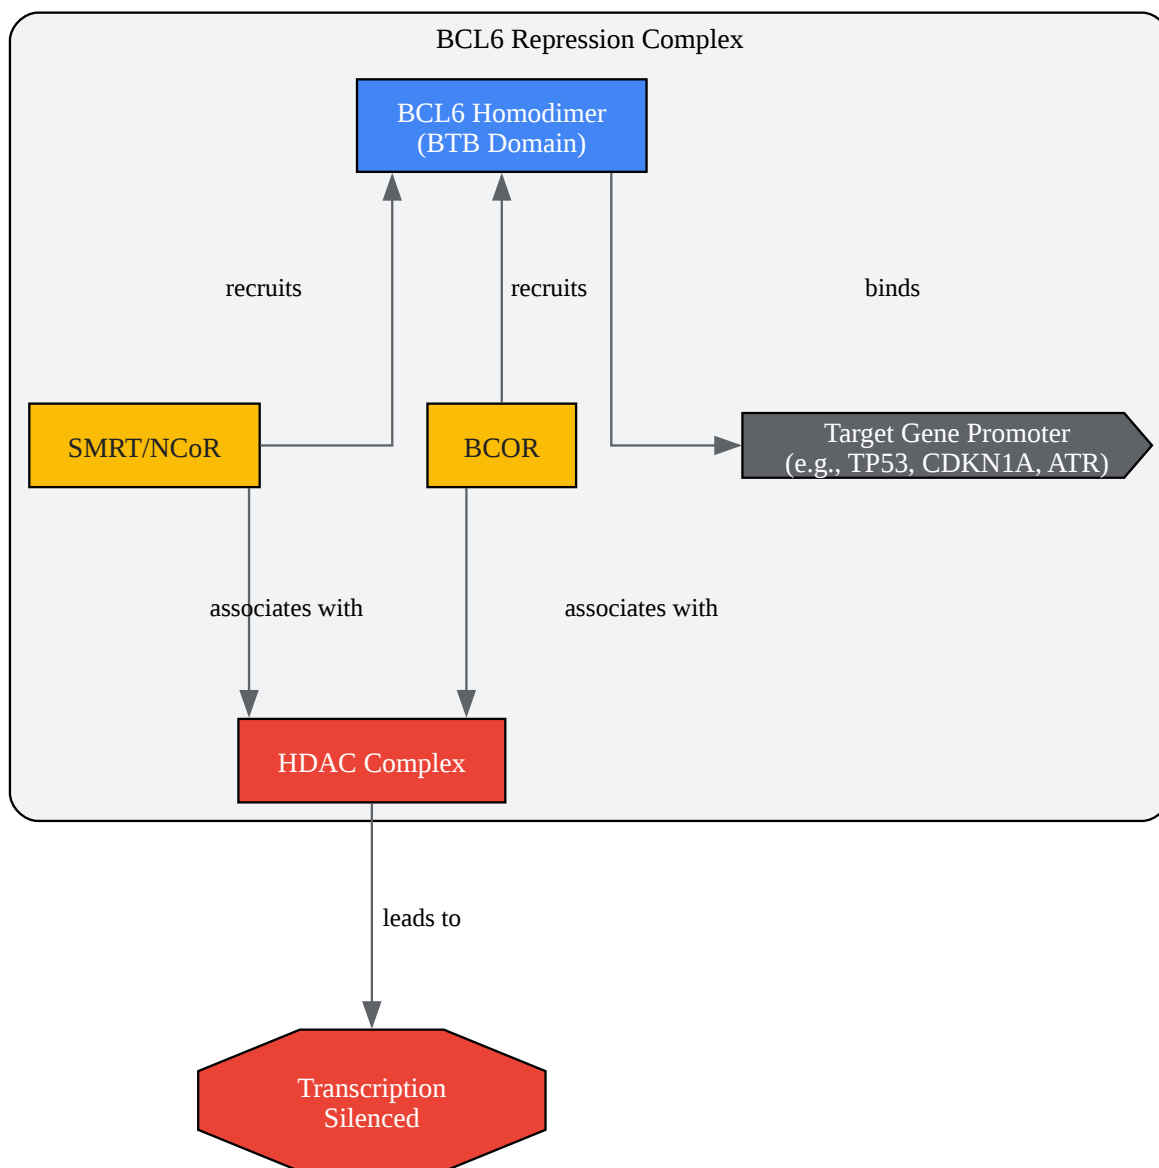 BCL6 Repression Complex
BCL6 Homodimer
(BTB Domain)
recruits
recruits
binds
SMRT/NCoR
BCOR
Target Gene Promoter
(e.g., TP53, CDKN1A, ATR)
associates with
associates with
HDAC Complex
leads to
Transcription
Silenced